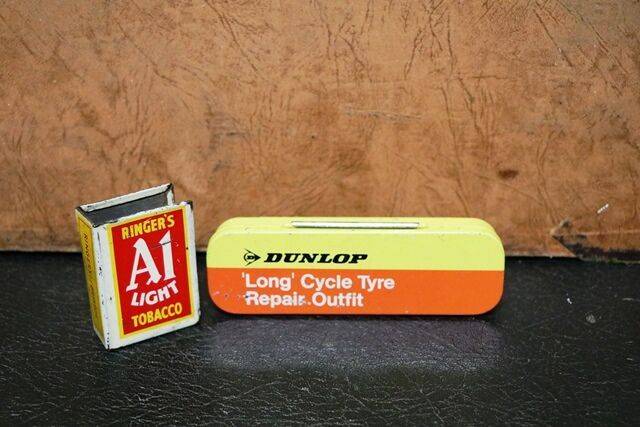 RINGER'S
A1
LIGHT
TOBACCO
DUNLOP
'Long' Cycle Tyre
Repair Outfit